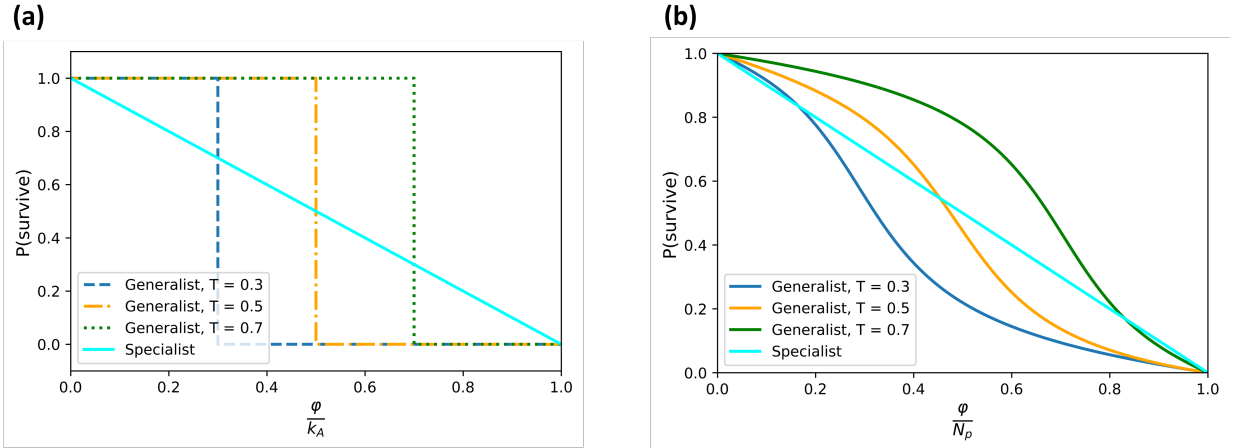 (a)
P(survive)
1.0
0.8
0.6
0.4
0.2
0.0
Generalist, T = 0.3
Generalist, T = 0.5
Generalist, T = 0.7
Specialist
0.0 0.2 0.4 0.6 0.8 1.0
φ
k_A
(b)
P(survive)
1.0
0.8
0.6
0.4
0.2
0.0
Generalist, T = 0.3
Generalist, T = 0.5
Generalist, T = 0.7
Specialist
0.0 0.2 0.4 0.6 0.8 1.0
φ
N_p